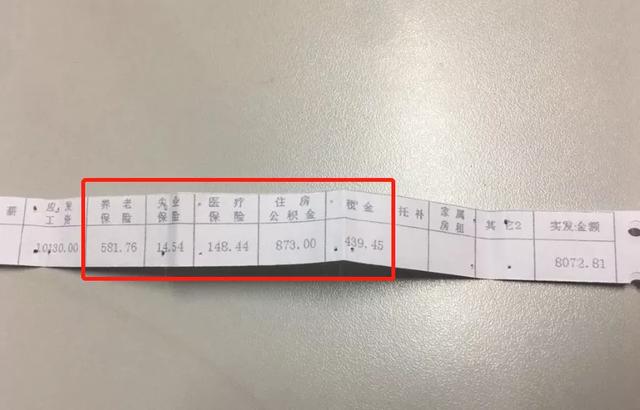 薪
应发
工资
养老
保险
失业
保险
医疗
保险
住房
公积金
税金
托补
家属
房租
其它2
实发金额
10130.00
581.76
14.54
148.44
873.00
439.45
8072.81